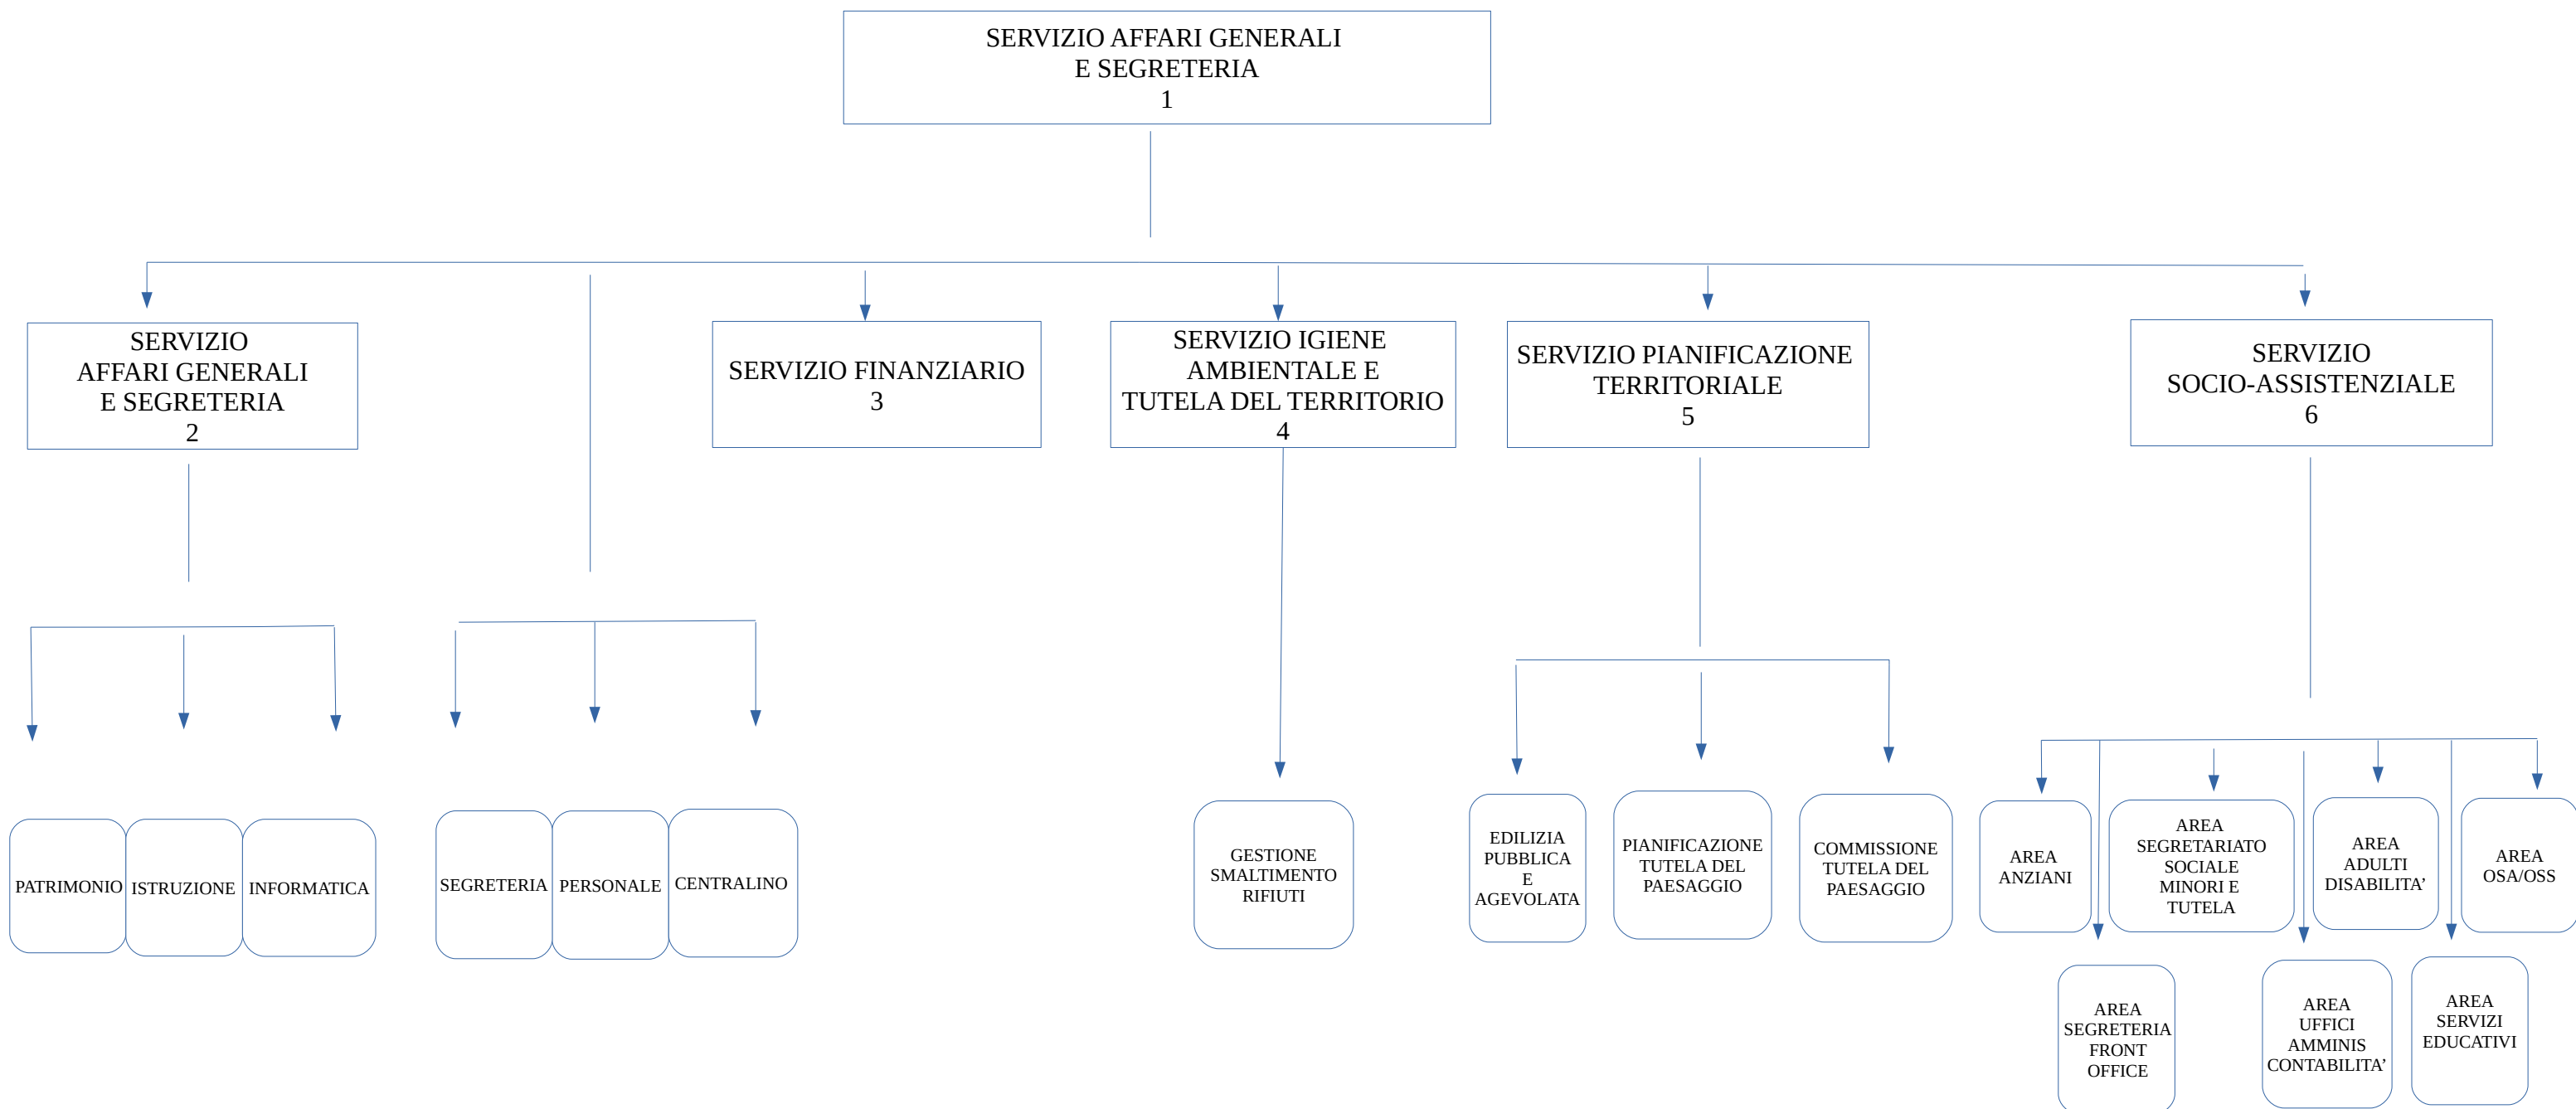 SERVIZIO AFFARI GENERALI
E SEGRETERIA
1
SERVIZIO
AFFARI GENERALI
E SEGRETERIA
2
SERVIZIO FINANZIARIO
3
SERVIZIO IGIENE
AMBIENTALE E
TUTELA DEL TERRITORIO
4
SERVIZIO PIANIFICAZIONE
TERRITORIALE
5
SERVIZIO
SOCIO-ASSISTENZIALE
6
PATRIMONIO
ISTRUZIONE
INFORMATICA
SEGRETERIA
PERSONALE
CENTRALINO
GESTIONE
SMALTIMENTO
RIFIUTI
EDILIZIA
PUBBLICA
E
AGEVOLATA
PIANIFICAZIONE
TUTELA DEL
PAESAGGIO
COMMISSIONE
TUTELA DEL
PAESAGGIO
AREA
ANZIANI
AREA
SEGRETARIATO
SOCIALE
MINORI E
TUTELA
AREA
ADULTI
DISABILITA’
AREA
OSA/OSS
AREA
SEGRETERIA
FRONT
OFFICE
AREA
UFFICI
AMMINIS
CONTABILITA’
AREA
SERVIZI
EDUCATIVI